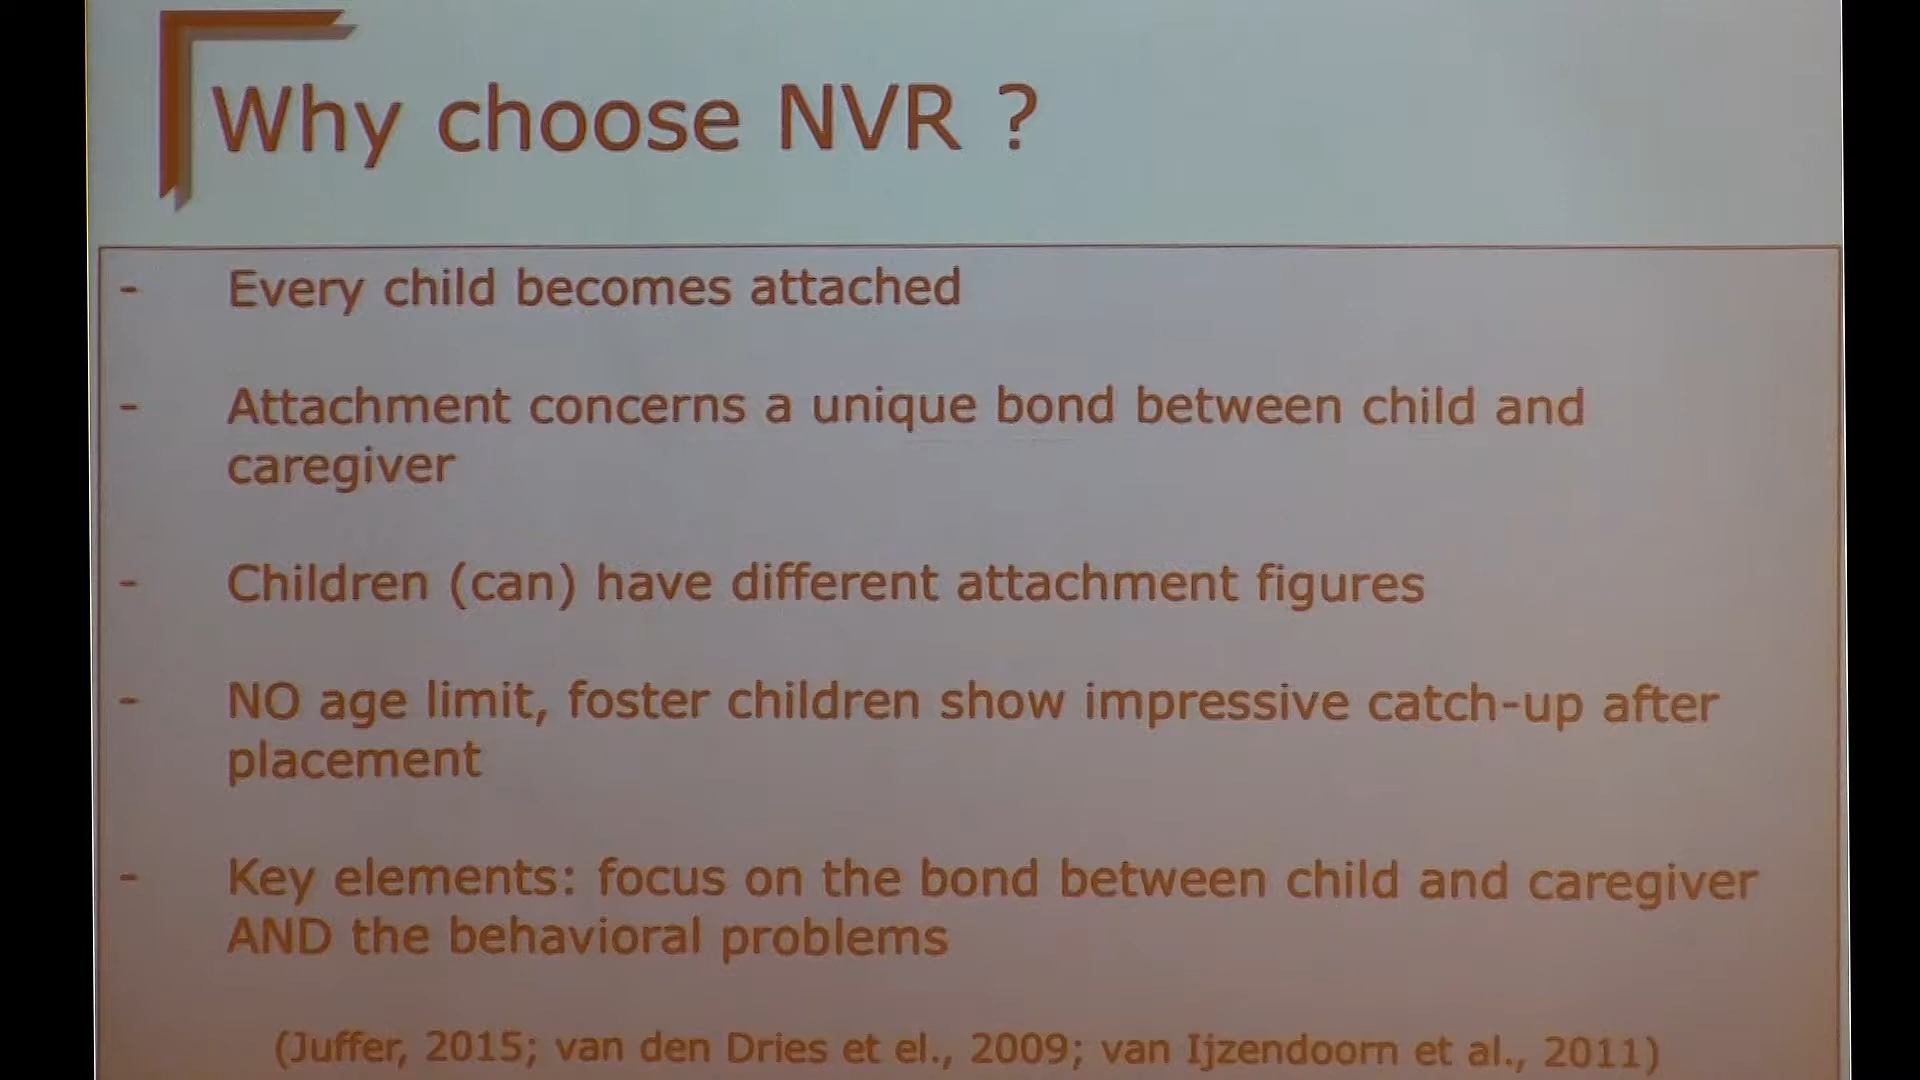 Why choose NVR ?
- Every child becomes attached
- Attachment concerns a unique bond between child and
caregiver
- Children (can) have different attachment figures
- NO age limit, foster children show impressive catch-up after
placement
- Key elements: focus on the bond between child and caregiver
AND the behavioral problems
(Juffer, 2015; van den Dries et el., 2009; van Ijzendoorn et al., 2011)